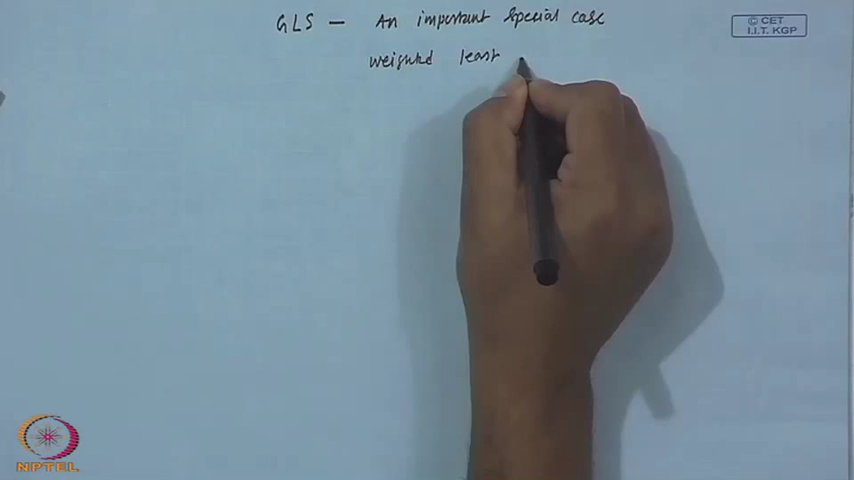 GLS – An important special case
© CET
I.I.T. KGP
weighted least
NPTEL